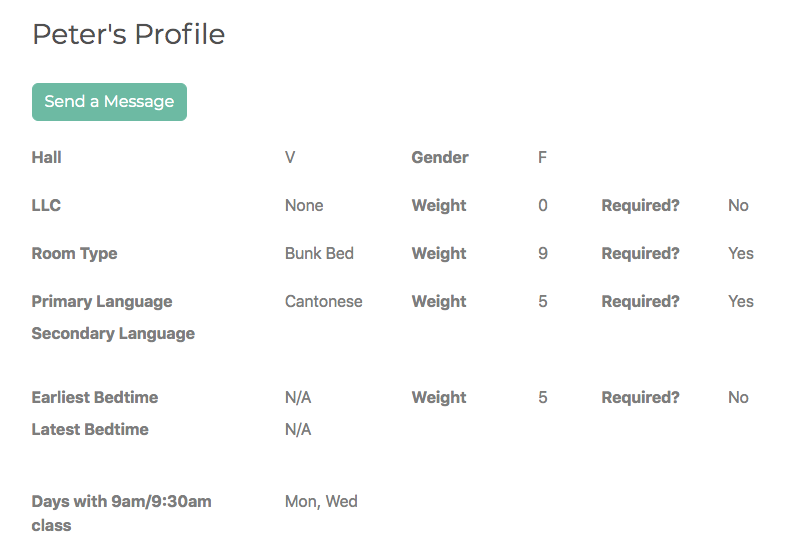 Peter's Profile
Send a Message
Hall V Gender F
LLC None Weight 0 Required? No
Room Type Bunk Bed Weight 9 Required? Yes
Primary Language Cantonese Weight 5 Required? Yes
Secondary Language
Earliest Bedtime N/A Weight 5 Required? No
Latest Bedtime N/A
Days with 9am/9:30am Mon, Wed
class